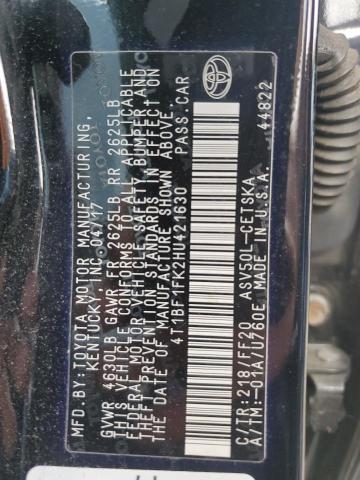 MFD. BY: TOYOTA MOTOR MANUFACTURING,
KENTUCKY, INC. 04/17
GVWR 4630LB GAWR FR 2625LB RR 2625LB
THIS VEHICLE CONFORMS TO ALL APPLICABLE
FEDERAL MOTOR VEHICLE SAFETY, BUMPER AND
THEFT PREVENTION STANDARDS IN EFFECT ON
THE DATE OF MANUFACTURE SHOWN ABOVE.
4T1BF1FK2HU421630 PASS. CAR
C/TR:218/FF20 ASV50L-CETSKA
A/TM:-01A/U760E MADE IN U.S.A.
44822